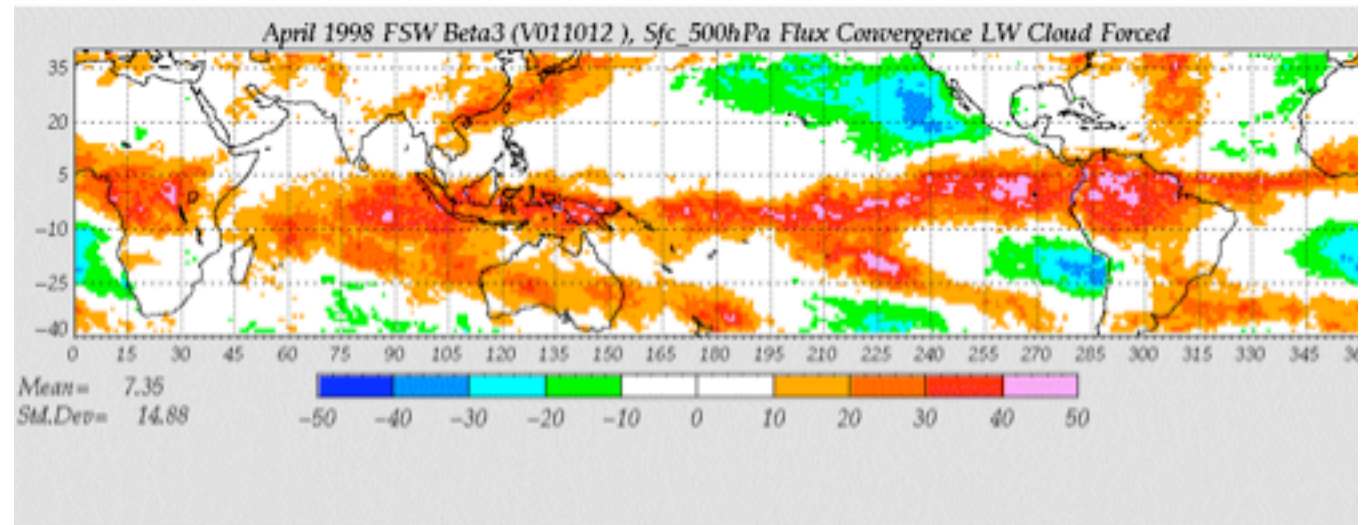 April 1998 FSW Beta3 (V011012 ), Sfc_500hPa Flux Convergence LW Cloud Forced
35
20
5
−10
−25
−40
0 15 30 45 60 75 90 105 120 135 150 165 180 195 210 225 240 255 270 285 300 315 330 345 36
Mean= 7.35
Std.Dev= 14.88
−50 −40 −30 −20 −10 0 10 20 30 40 50